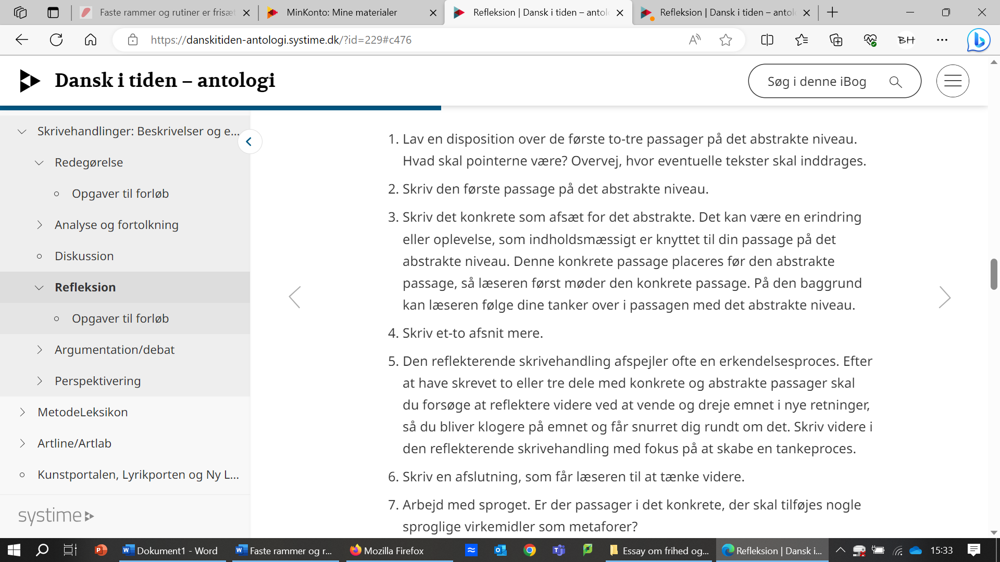 Faste rammer og rutiner er frisæt
MinKonto: Mine materialer
Refleksion | Dansk i tiden – antol
Refleksion | Dansk i tiden – antol
https://danskitiden-antologi.systime.dk/?id=229#c476
BH
Dansk i tiden – antologi
Søg i denne iBog
Skrivehandlinger: Beskrivelser og e...
Redegørelse
Opgaver til forløb
Analyse og fortolkning
Diskussion
Refleksion
Opgaver til forløb
Argumentation/debat
Perspektivering
MetodeLeksikon
Artline/Artlab
Kunstportalen, Lyrikporten og Ny L...
systime
1. Lav en disposition over de første to-tre passager på det abstrakte niveau.
Hvad skal pointerne være? Overvej, hvor eventuelle tekster skal inddrages.
2. Skriv den første passage på det abstrakte niveau.
3. Skriv det konkrete som afsæt for det abstrakte. Det kan være en erindring
eller oplevelse, som indholdsmæssigt er knyttet til din passage på det
abstrakte niveau. Denne konkrete passage placeres før den abstrakte
passage, så læseren først møder den konkrete passage. På den baggrund
kan læseren følge dine tanker over i passagen med det abstrakte niveau.
4. Skriv et-to afsnit mere.
5. Den reflekterende skrivehandling afspejler ofte en erkendelsesproces. Efter
at have skrevet to eller tre dele med konkrete og abstrakte passager skal
du forsøge at reflektere videre ved at vende og dreje emnet i nye retninger,
så du bliver klogere på emnet og får snurret dig rundt om det. Skriv videre i
den reflekterende skrivehandling med fokus på at skabe en tankeproces.
6. Skriv en afslutning, som får læseren til at tænke videre.
7. Arbejd med sproget. Er der passager i det konkrete, der skal tilføjes nogle
sproglige virkemidler som metaforer?
Dokument1 - Word
Faste rammer og r...
Mozilla Firefox
Essay om frihed og...
Refleksion | Dansk i...
15:33